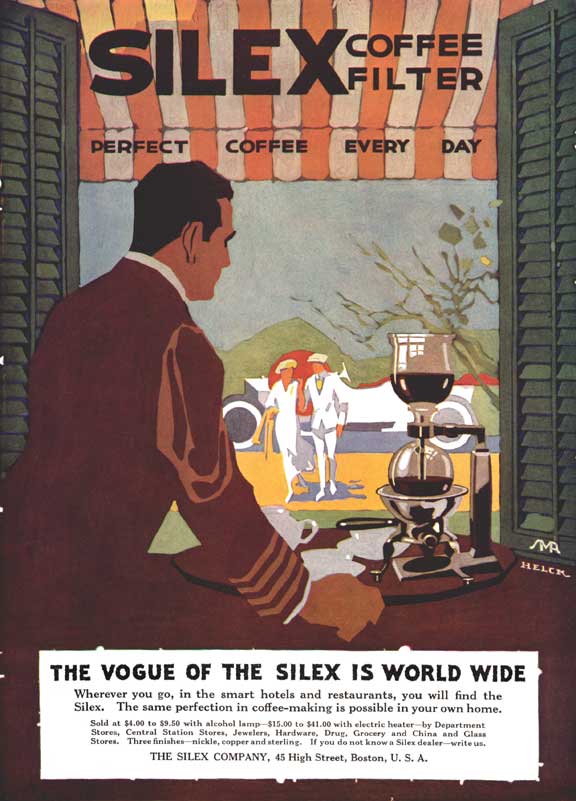 SILEX COFFEE
FILTER
PERFECT COFFEE EVERY DAY
HELCK
THE VOGUE OF THE SILEX IS WORLD WIDE
Wherever you go, in the smart hotels and restaurants, you will find the
Silex. The same perfection in coffee-making is possible in your own home.
Sold at $4.00 to $9.50 with alcohol lamp—$15.00 to $41.00 with electric heater—by Department
Stores, Central Station Stores, Jewelers, Hardware, Drug, Grocery and China and Glass
Stores. Three finishes—nickle, copper and sterling. If you do not know a Silex dealer—write us.
THE SILEX COMPANY, 45 High Street, Boston, U. S. A.